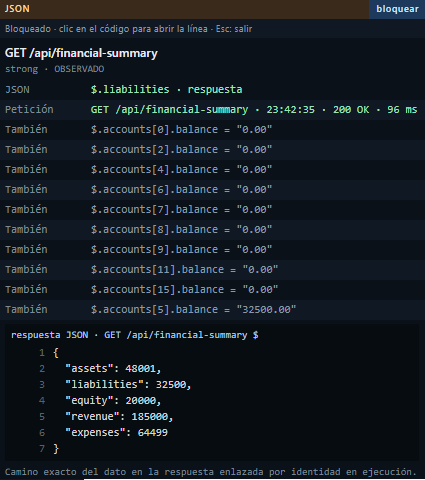 JSON bloquear
Bloqueado · clic en el código para abrir la línea · Esc: salir
GET /api/financial-summary
strong · OBSERVADO
JSON $.liabilities · respuesta
Petición GET /api/financial-summary · 23:42:35 · 200 OK · 96 ms
También $.accounts[0].balance = "0.00"
También $.accounts[2].balance = "0.00"
También $.accounts[4].balance = "0.00"
También $.accounts[6].balance = "0.00"
También $.accounts[7].balance = "0.00"
También $.accounts[8].balance = "0.00"
También $.accounts[9].balance = "0.00"
También $.accounts[11].balance = "0.00"
También $.accounts[15].balance = "0.00"
También $.accounts[5].balance = "32500.00"
respuesta JSON · GET /api/financial-summary $
1 {
2 "assets": 48001,
3 "liabilities": 32500,
4 "equity": 20000,
5 "revenue": 185000,
6 "expenses": 64499
7 }
Camino exacto del dato en la respuesta enlazada por identidad en ejecución.